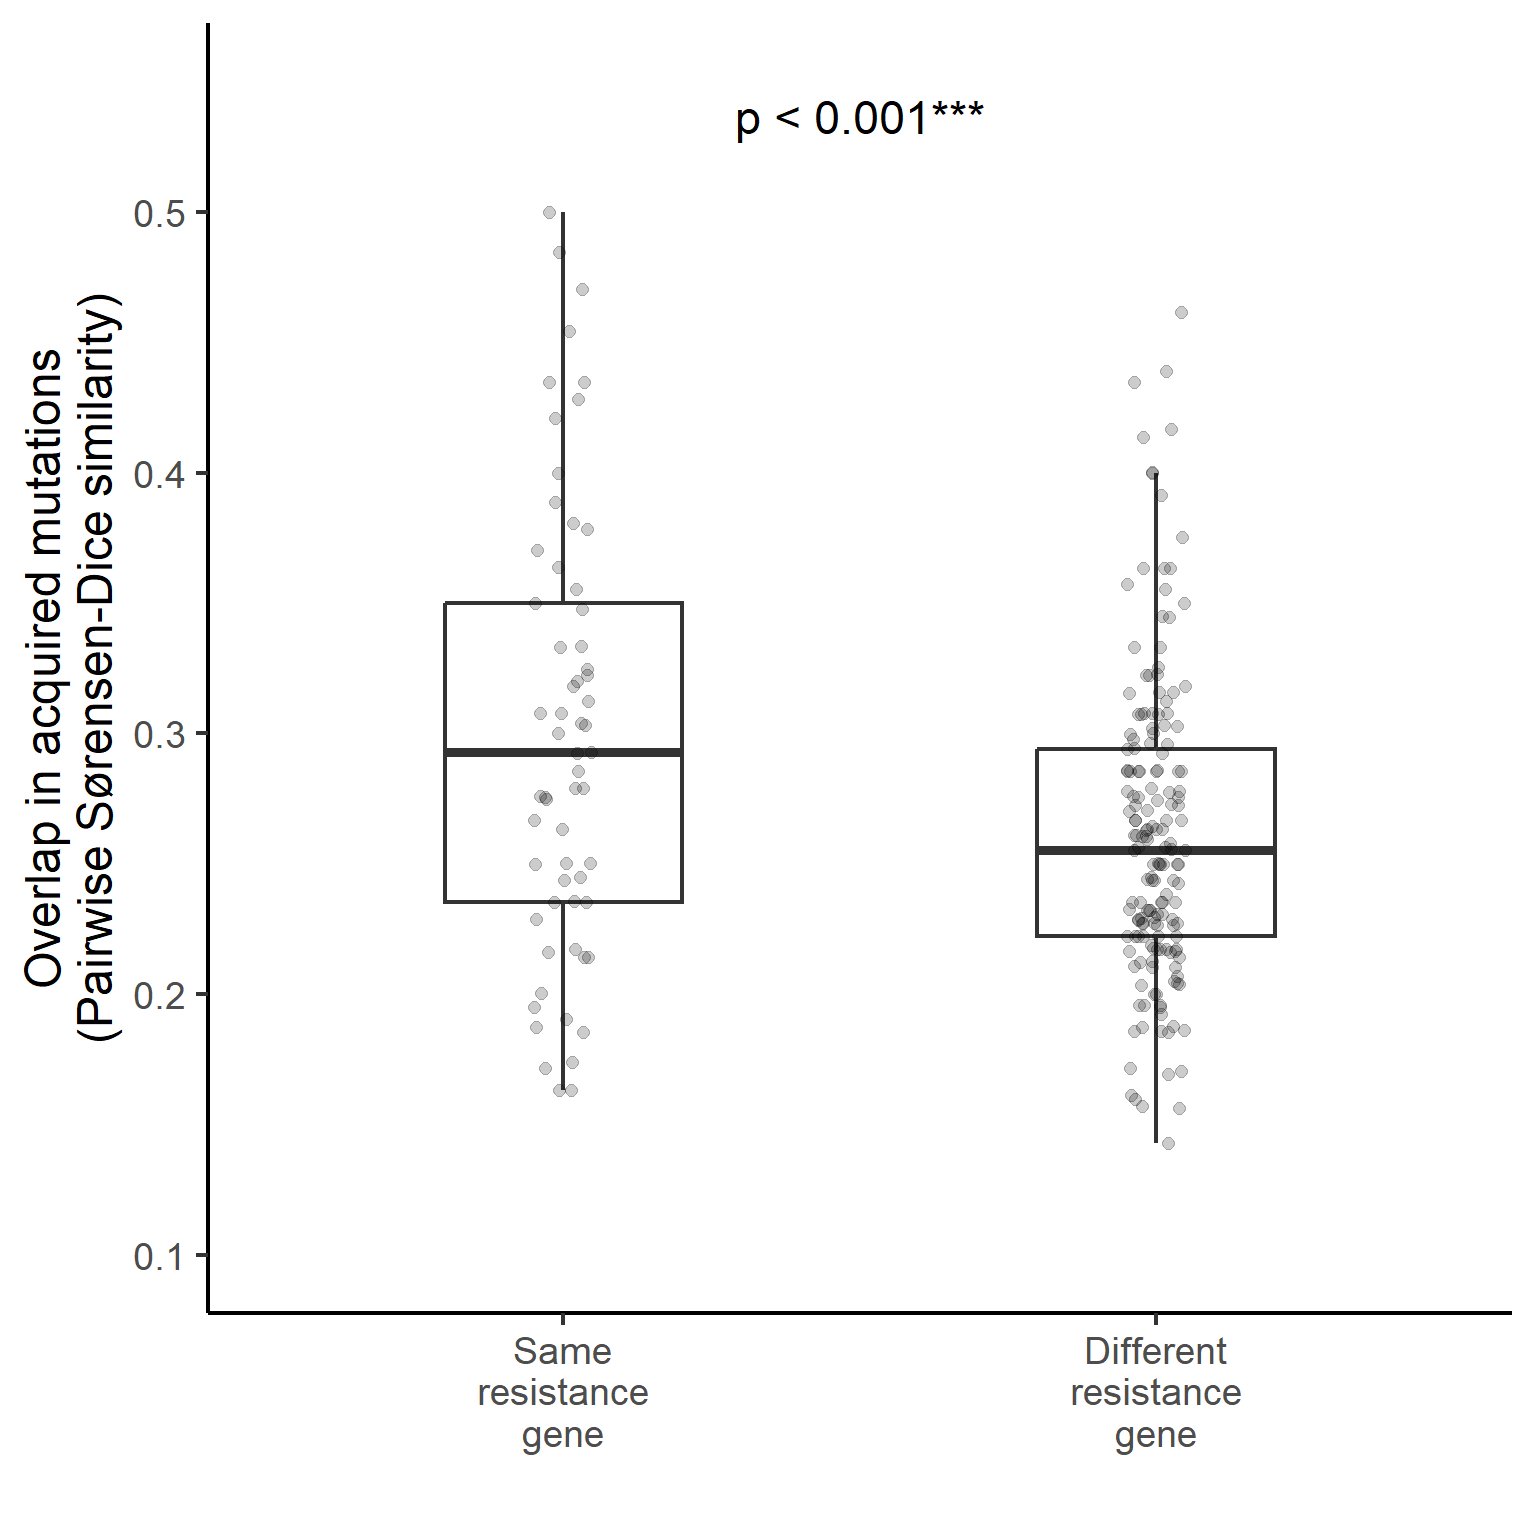 p < 0.001***
Overlap in acquired mutations
(Pairwise Sørensen-Dice similarity)
0.5
0.4
0.3
0.2
0.1
Same
resistance
gene
Different
resistance
gene